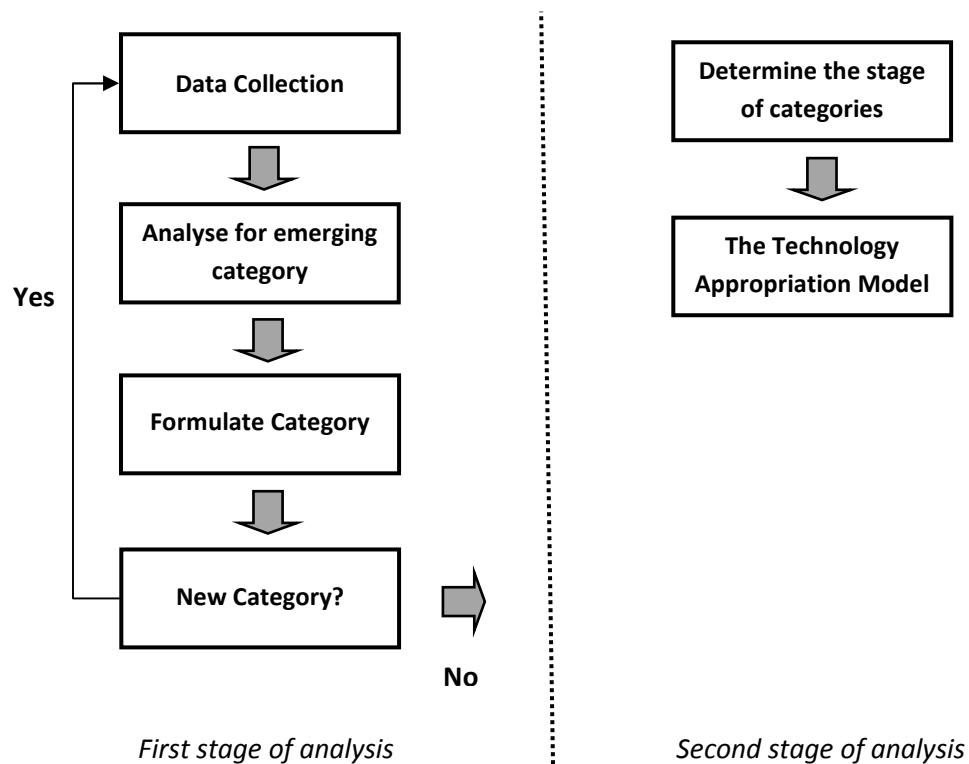 Data Collection
Analyse for emerging
category
Yes
Formulate Category
New Category?
No
First stage of analysis
Determine the stage
of categories
The Technology
Appropriation Model
Second stage of analysis